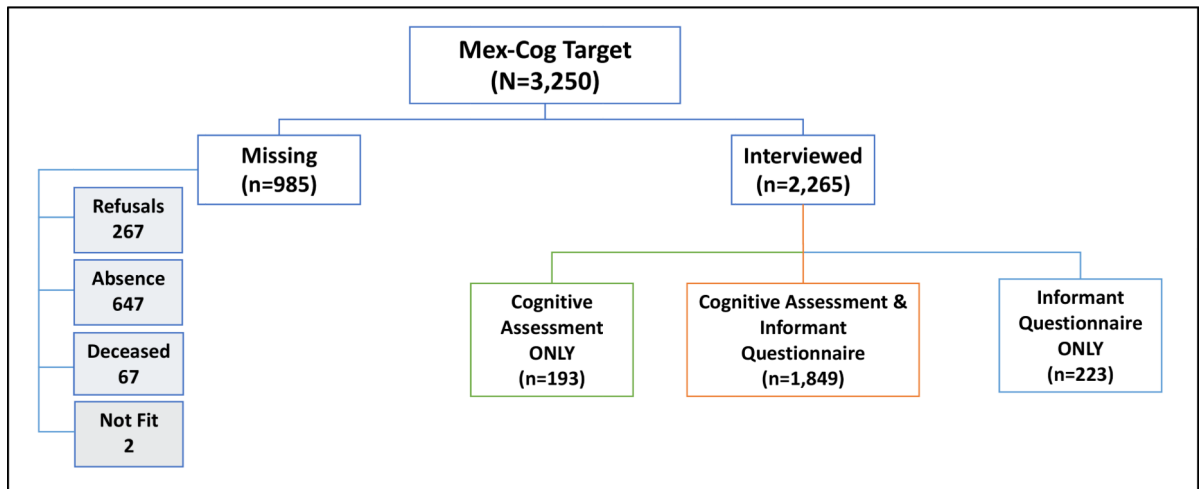 Mex-Cog Target
(N=3,250)
Missing
(n=985)
Interviewed
(n=2,265)
Refusals
267
Absence
647
Deceased
67
Not Fit
2
Cognitive
Assessment
ONLY
(n=193)
Cognitive Assessment &
Informant
Questionnaire
(n=1,849)
Informant
Questionnaire
ONLY
(n=223)